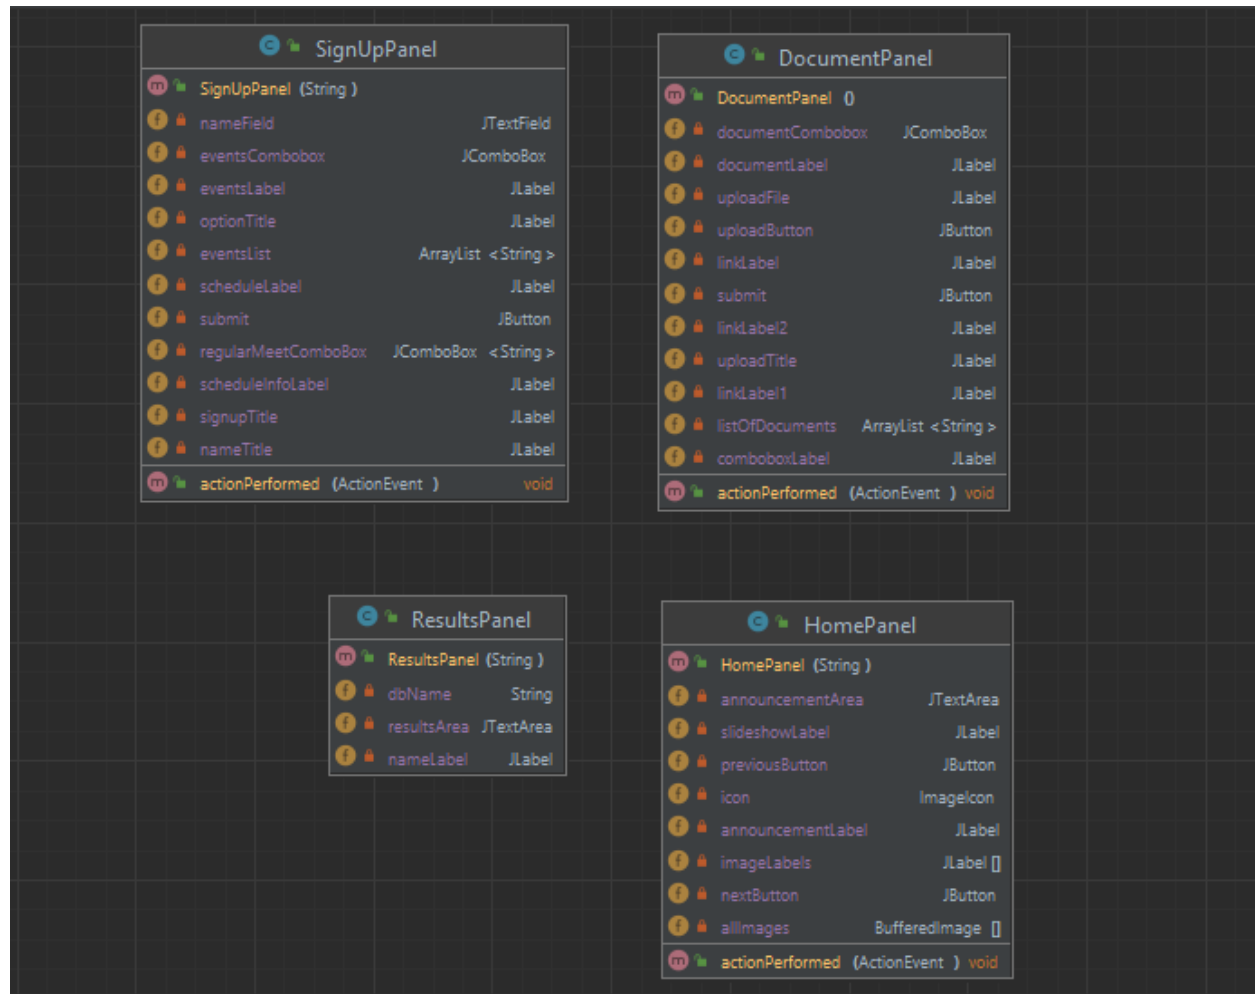 SignUpPanel
SignUpPanel (String)
nameField JTextField
eventsCombobox JComboBox
eventsLabel JLabel
optionTitle JLabel
eventsList ArrayList <String>
scheduleLabel JLabel
submit JButton
regularMeetComboBox JComboBox <String>
scheduleInfoLabel JLabel
signupTitle JLabel
nameTitle JLabel
actionPerformed (ActionEvent ) void
DocumentPanel
DocumentPanel ()
documentCombobox JComboBox
documentLabel JLabel
uploadFile JLabel
uploadButton JButton
linkLabel JLabel
submit JButton
linkLabel2 JLabel
uploadTitle JLabel
linkLabel1 JLabel
listOfDocuments ArrayList <String>
comboboxLabel JLabel
actionPerformed (ActionEvent ) void
ResultsPanel
ResultsPanel (String)
dbName String
resultsArea JTextArea
nameLabel JLabel
HomePanel
HomePanel (String)
announcementArea JTextArea
slideshowLabel JLabel
previousButton JButton
icon ImageIcon
announcementLabel JLabel
imageLabels JLabel []
nextButton JButton
allImages BufferedImage []
actionPerformed (ActionEvent ) void